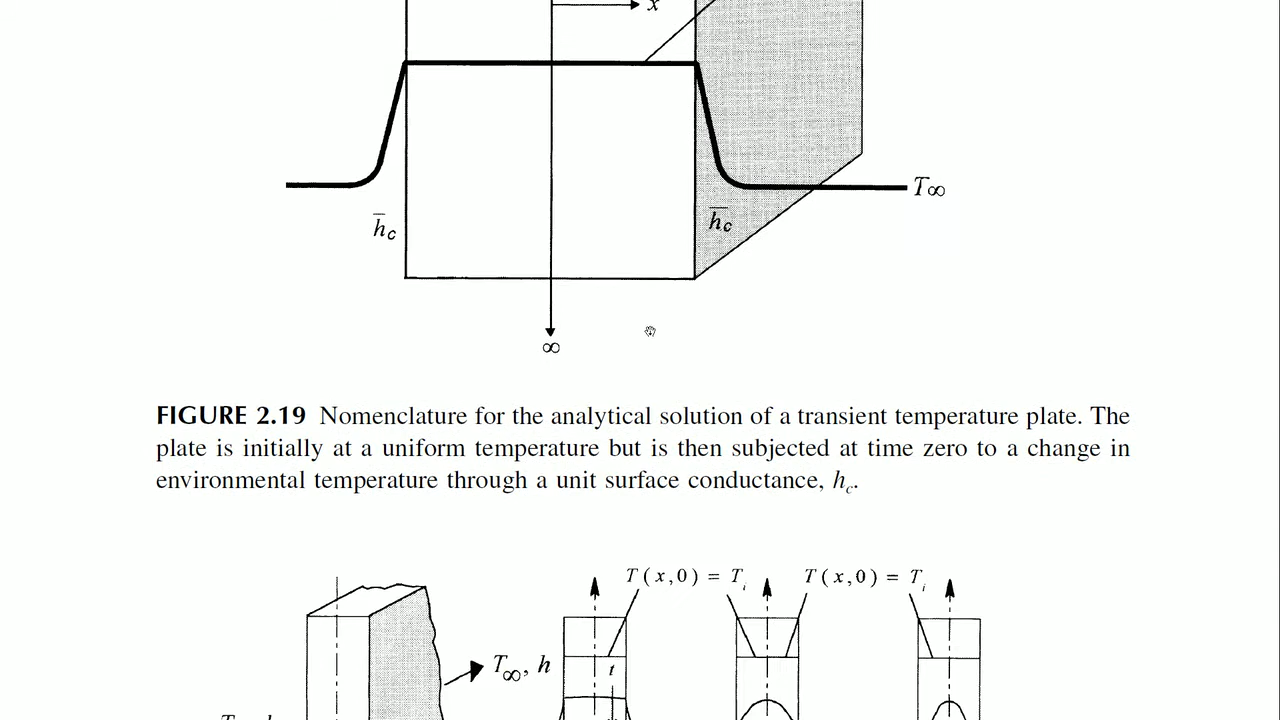 x
T∞
h̅c
h̅c
∞
FIGURE 2.19 Nomenclature for the analytical solution of a transient temperature plate. The
plate is initially at a uniform temperature but is then subjected at time zero to a change in
environmental temperature through a unit surface conductance, hc.
T(x,0) = Ti
T(x,0) = Ti
T∞, h
t